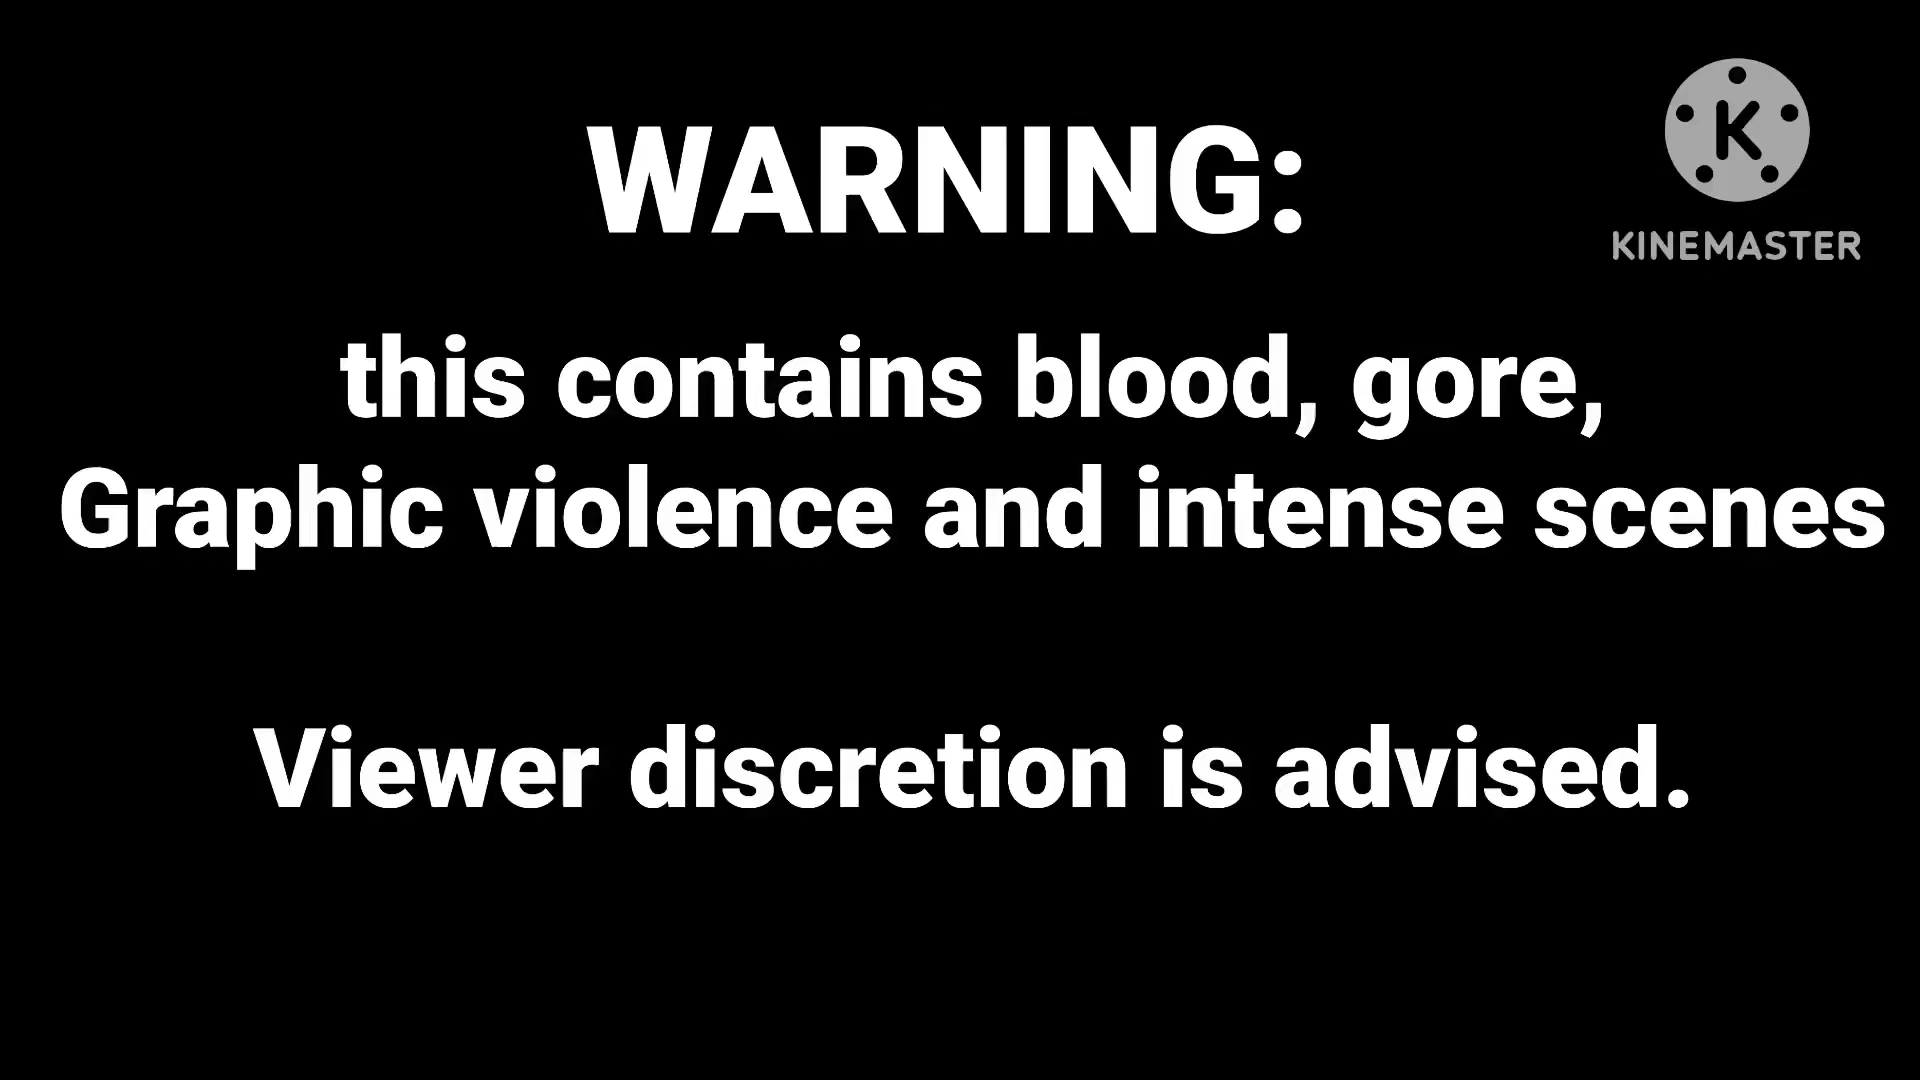 WARNING:
K
KINEMASTER
this contains blood, gore,
Graphic violence and intense scenes
Viewer discretion is advised.